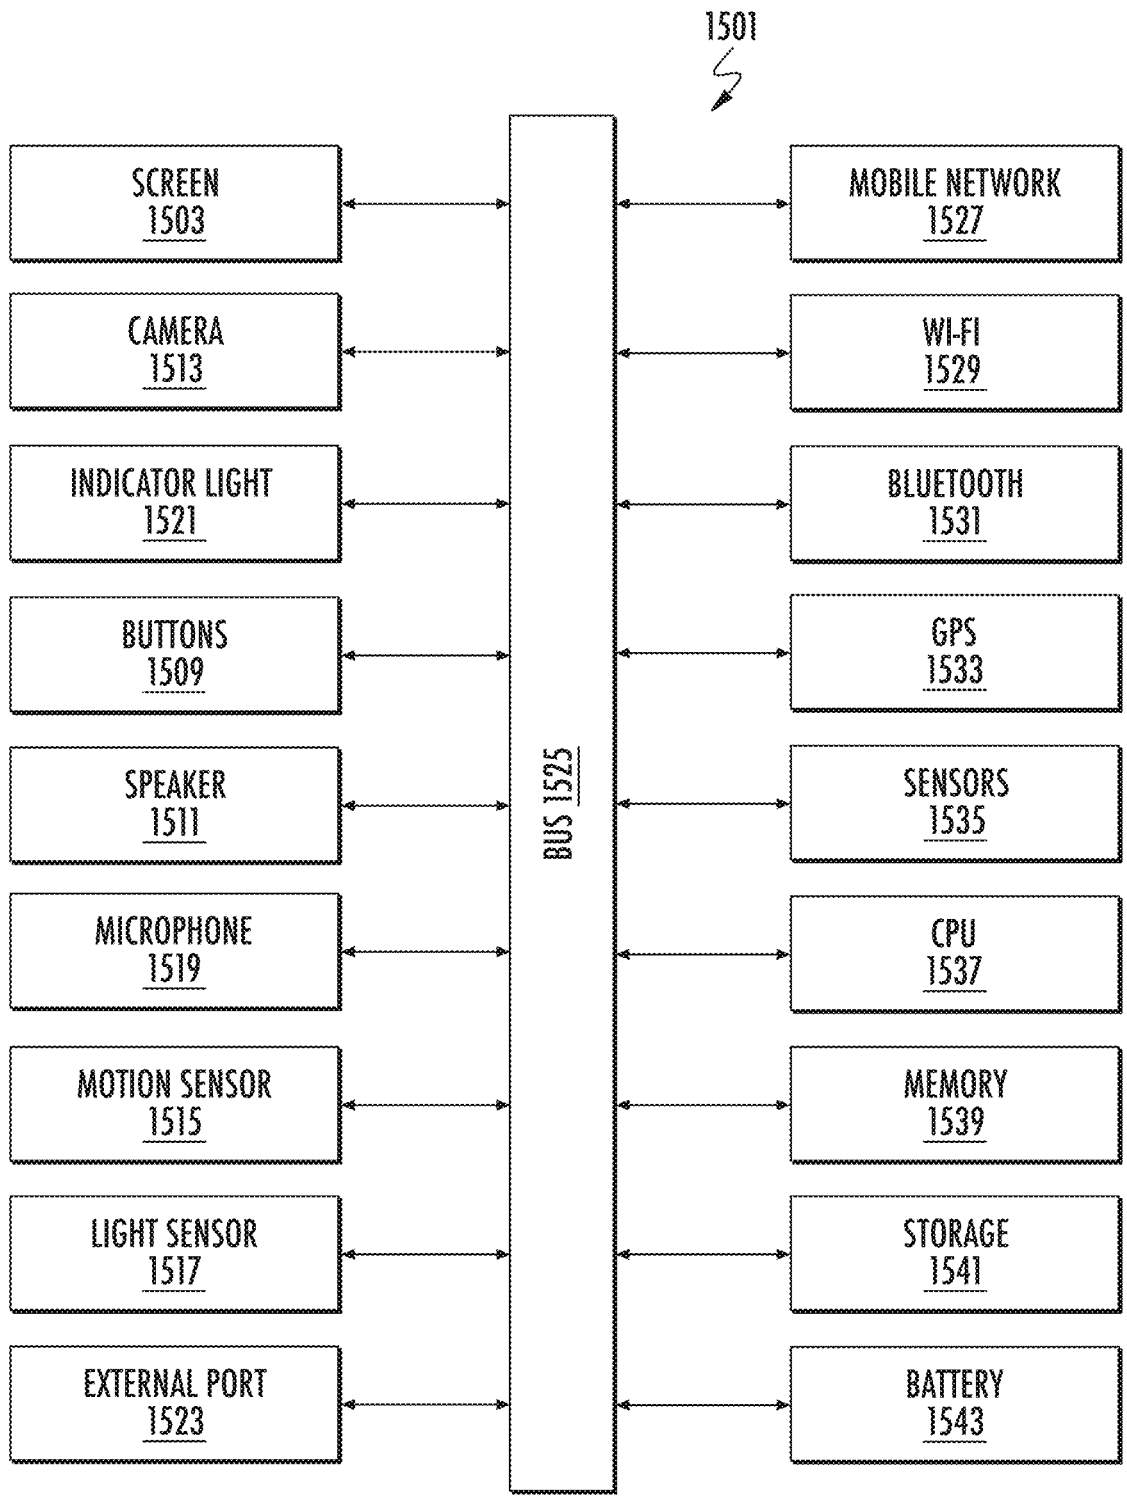 1501
SCREEN
1503
CAMERA
1513
INDICATOR LIGHT
1521
BUTTONS
1509
SPEAKER
1511
MICROPHONE
1519
MOTION SENSOR
1515
LIGHT SENSOR
1517
EXTERNAL PORT
1523
BUS 1525
MOBILE NETWORK
1527
WI-FI
1529
BLUETOOTH
1531
GPS
1533
SENSORS
1535
CPU
1537
MEMORY
1539
STORAGE
1541
BATTERY
1543